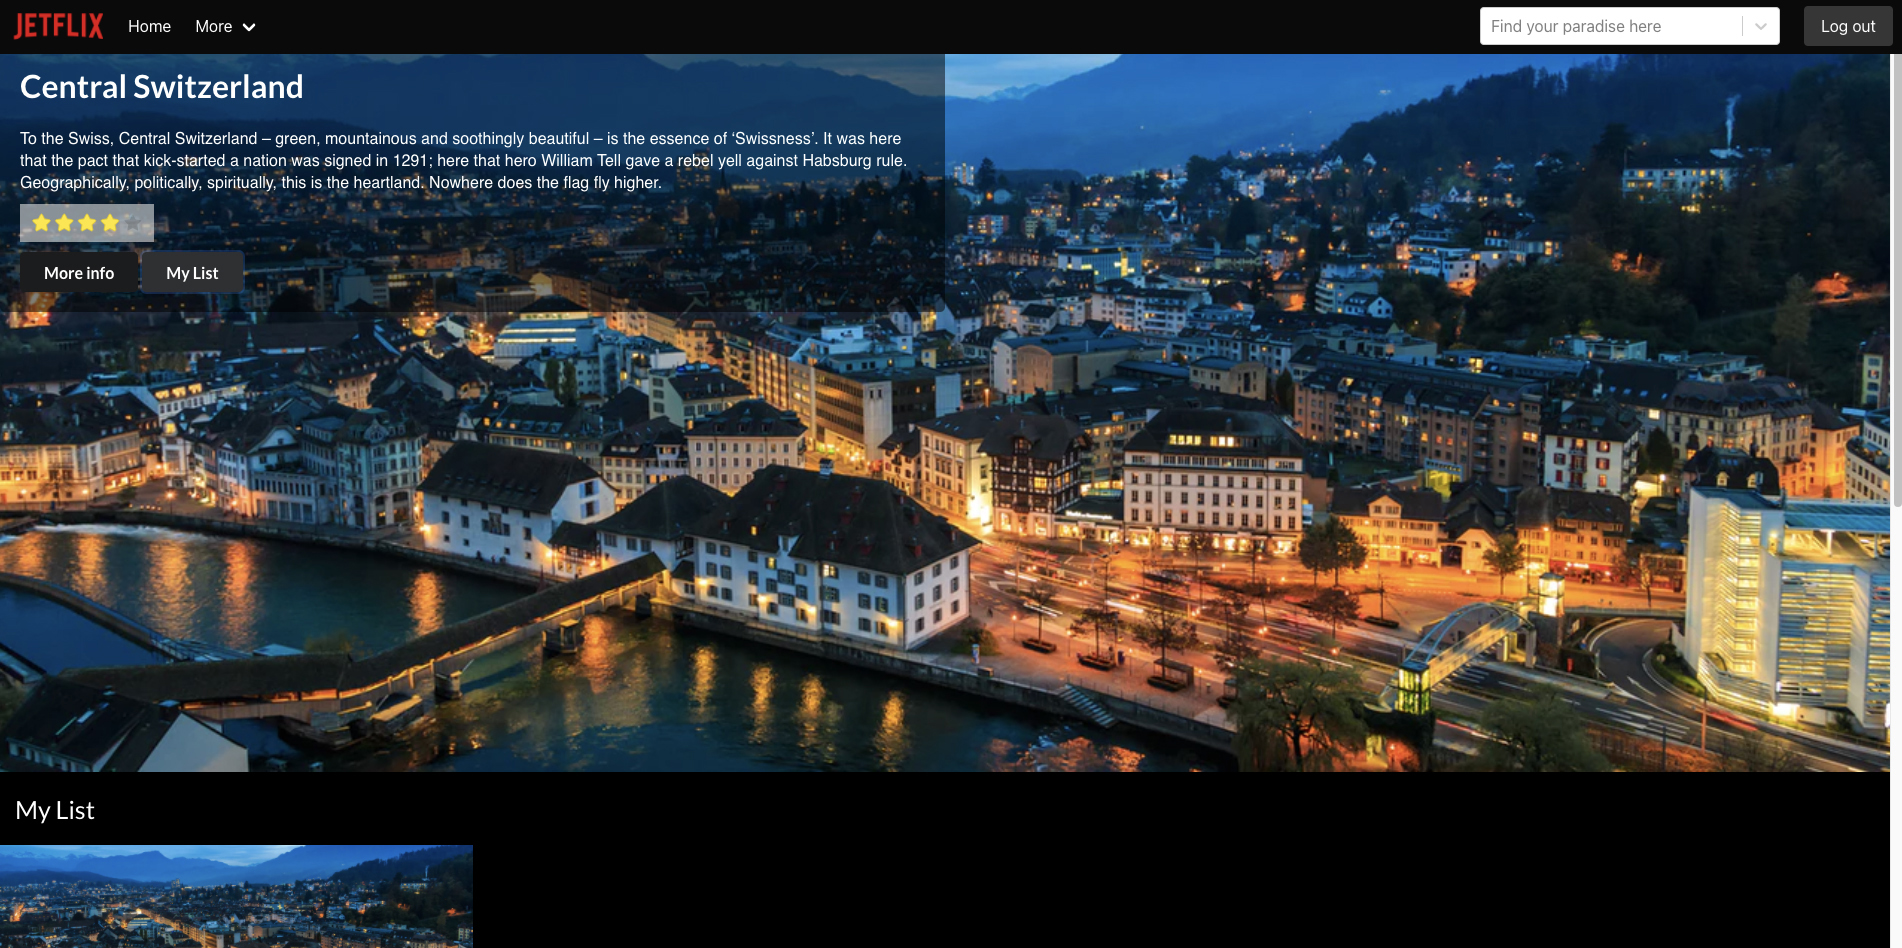 JETFLIX
Home
More
Find your paradise here
Log out
Central Switzerland
To the Swiss, Central Switzerland – green, mountainous and soothingly beautiful – is the essence of ‘Swissness’. It was here
that the pact that kick-started a nation was signed in 1291; here that hero William Tell gave a rebel yell against Habsburg rule.
Geographically, politically, spiritually, this is the heartland. Nowhere does the flag fly higher.
More info
My List
My List